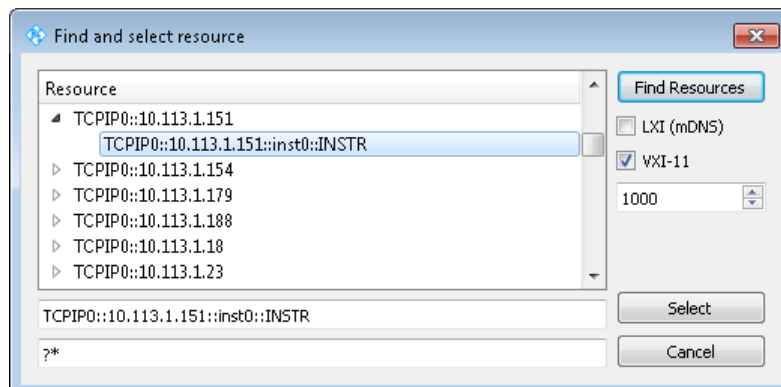 Find and select resource
Resource
TCPIP0::10.113.1.151
TCPIP0::10.113.1.151::inst0::INSTR
TCPIP0::10.113.1.154
TCPIP0::10.113.1.179
TCPIP0::10.113.1.188
TCPIP0::10.113.1.18
TCPIP0::10.113.1.23
Find Resources
LXI (mDNS)
VXI-11
1000
TCPIP0::10.113.1.151::inst0::INSTR
Select
?*
Cancel